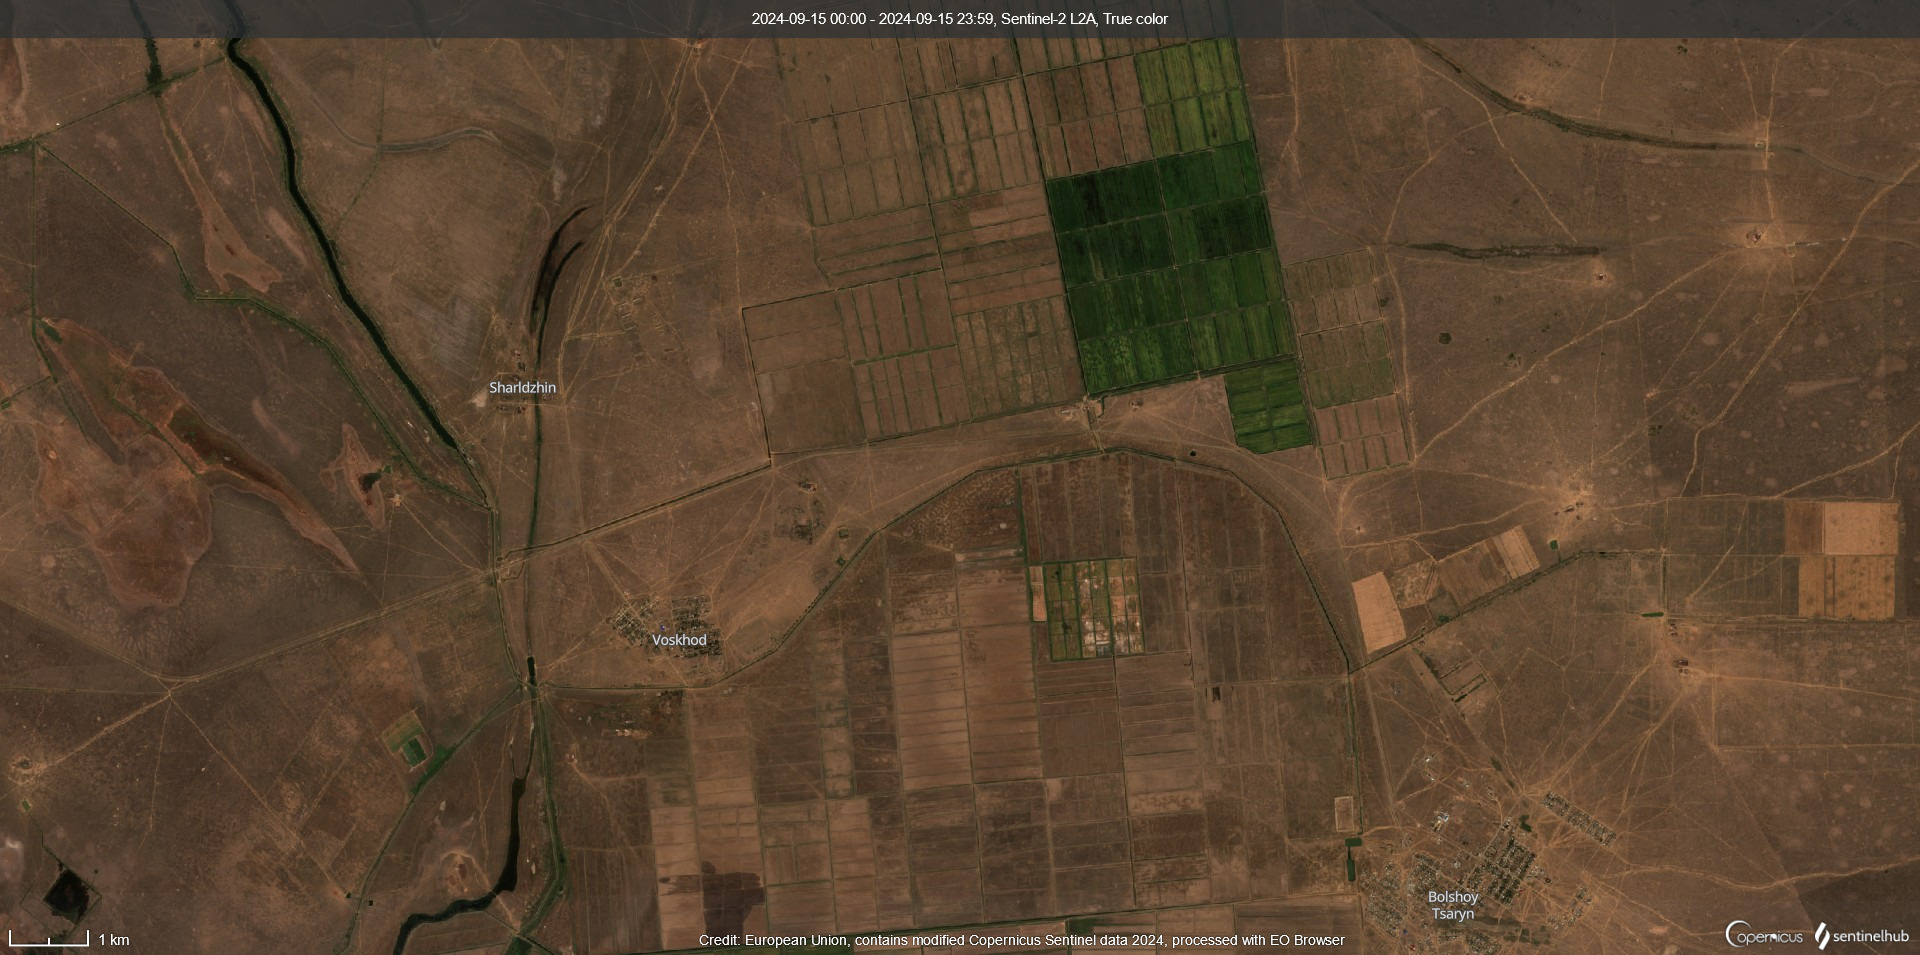 2024-09-15 00:00 - 2024-09-15 23:59, Sentinel-2 L2A, True color
Sharldzhin
Voskhod
Bolshoy
Tsaryn
1 km
Credit: European Union, contains modified Copernicus Sentinel data 2024, processed with EO Browser
opernicus
sentinelhub